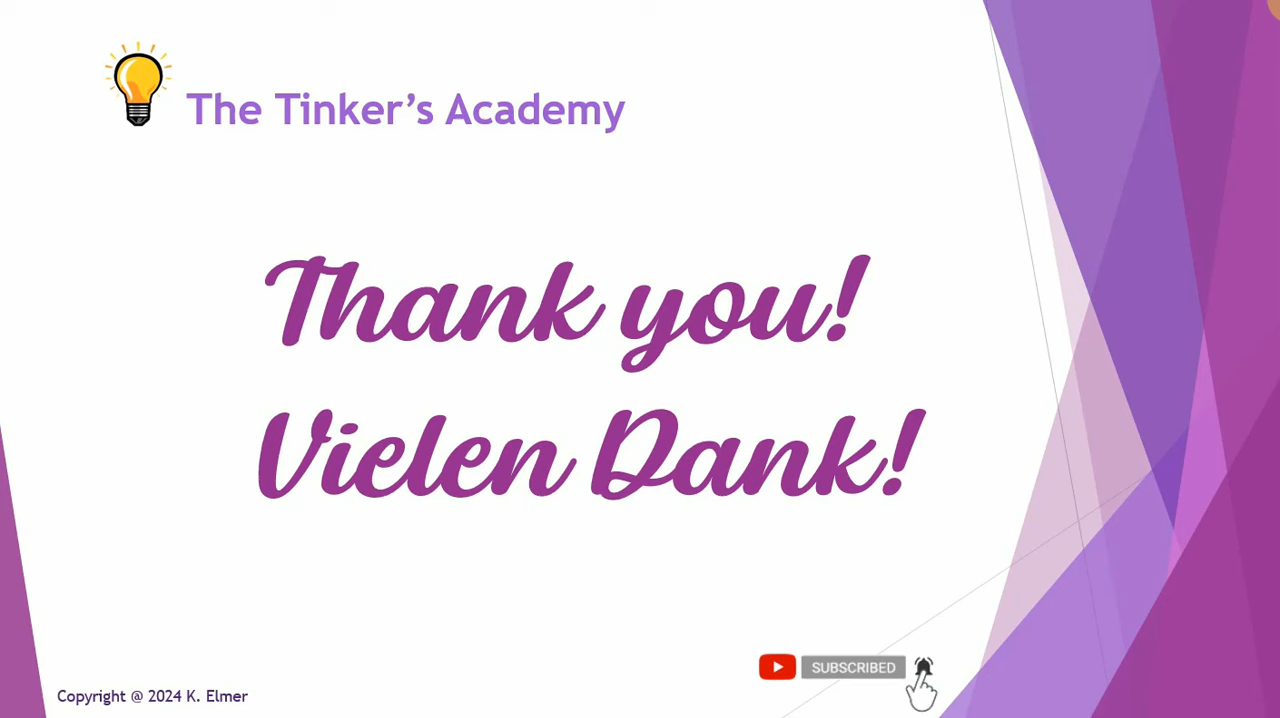 The Tinker’s Academy
Thank you!
Vielen Dank!
SUBSCRIBED
Copyright @ 2024 K. Elmer